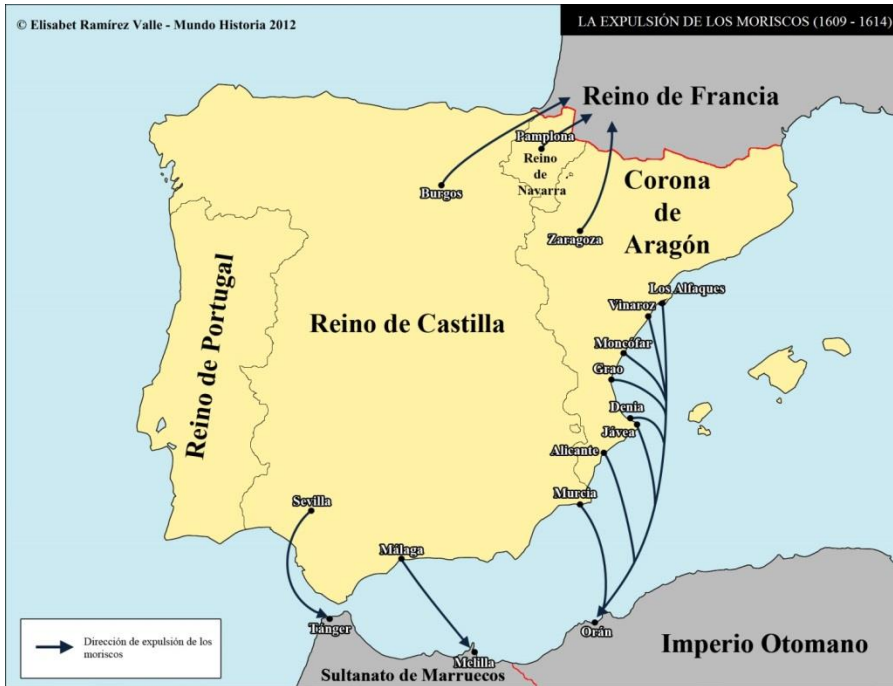 © Elisabet Ramírez Valle - Mundo Historia 2012
LA EXPULSIÓN DE LOS MORISCOS (1609 - 1614)
Reino de Francia
Pamplona
Reino
de
Navarra
Burgos
Corona
de
Aragón
Zaragoza
Los Alfaques
Vinaroz
Reino de Portugal
Reino de Castilla
Moncófar
Grao
Denia
Jávea
Alicante
Murcia
Sevilla
Málaga
Tánger
Melilla
Orán
Imperio Otomano
Sultanato de Marruecos
Dirección de expulsión de los
moriscos